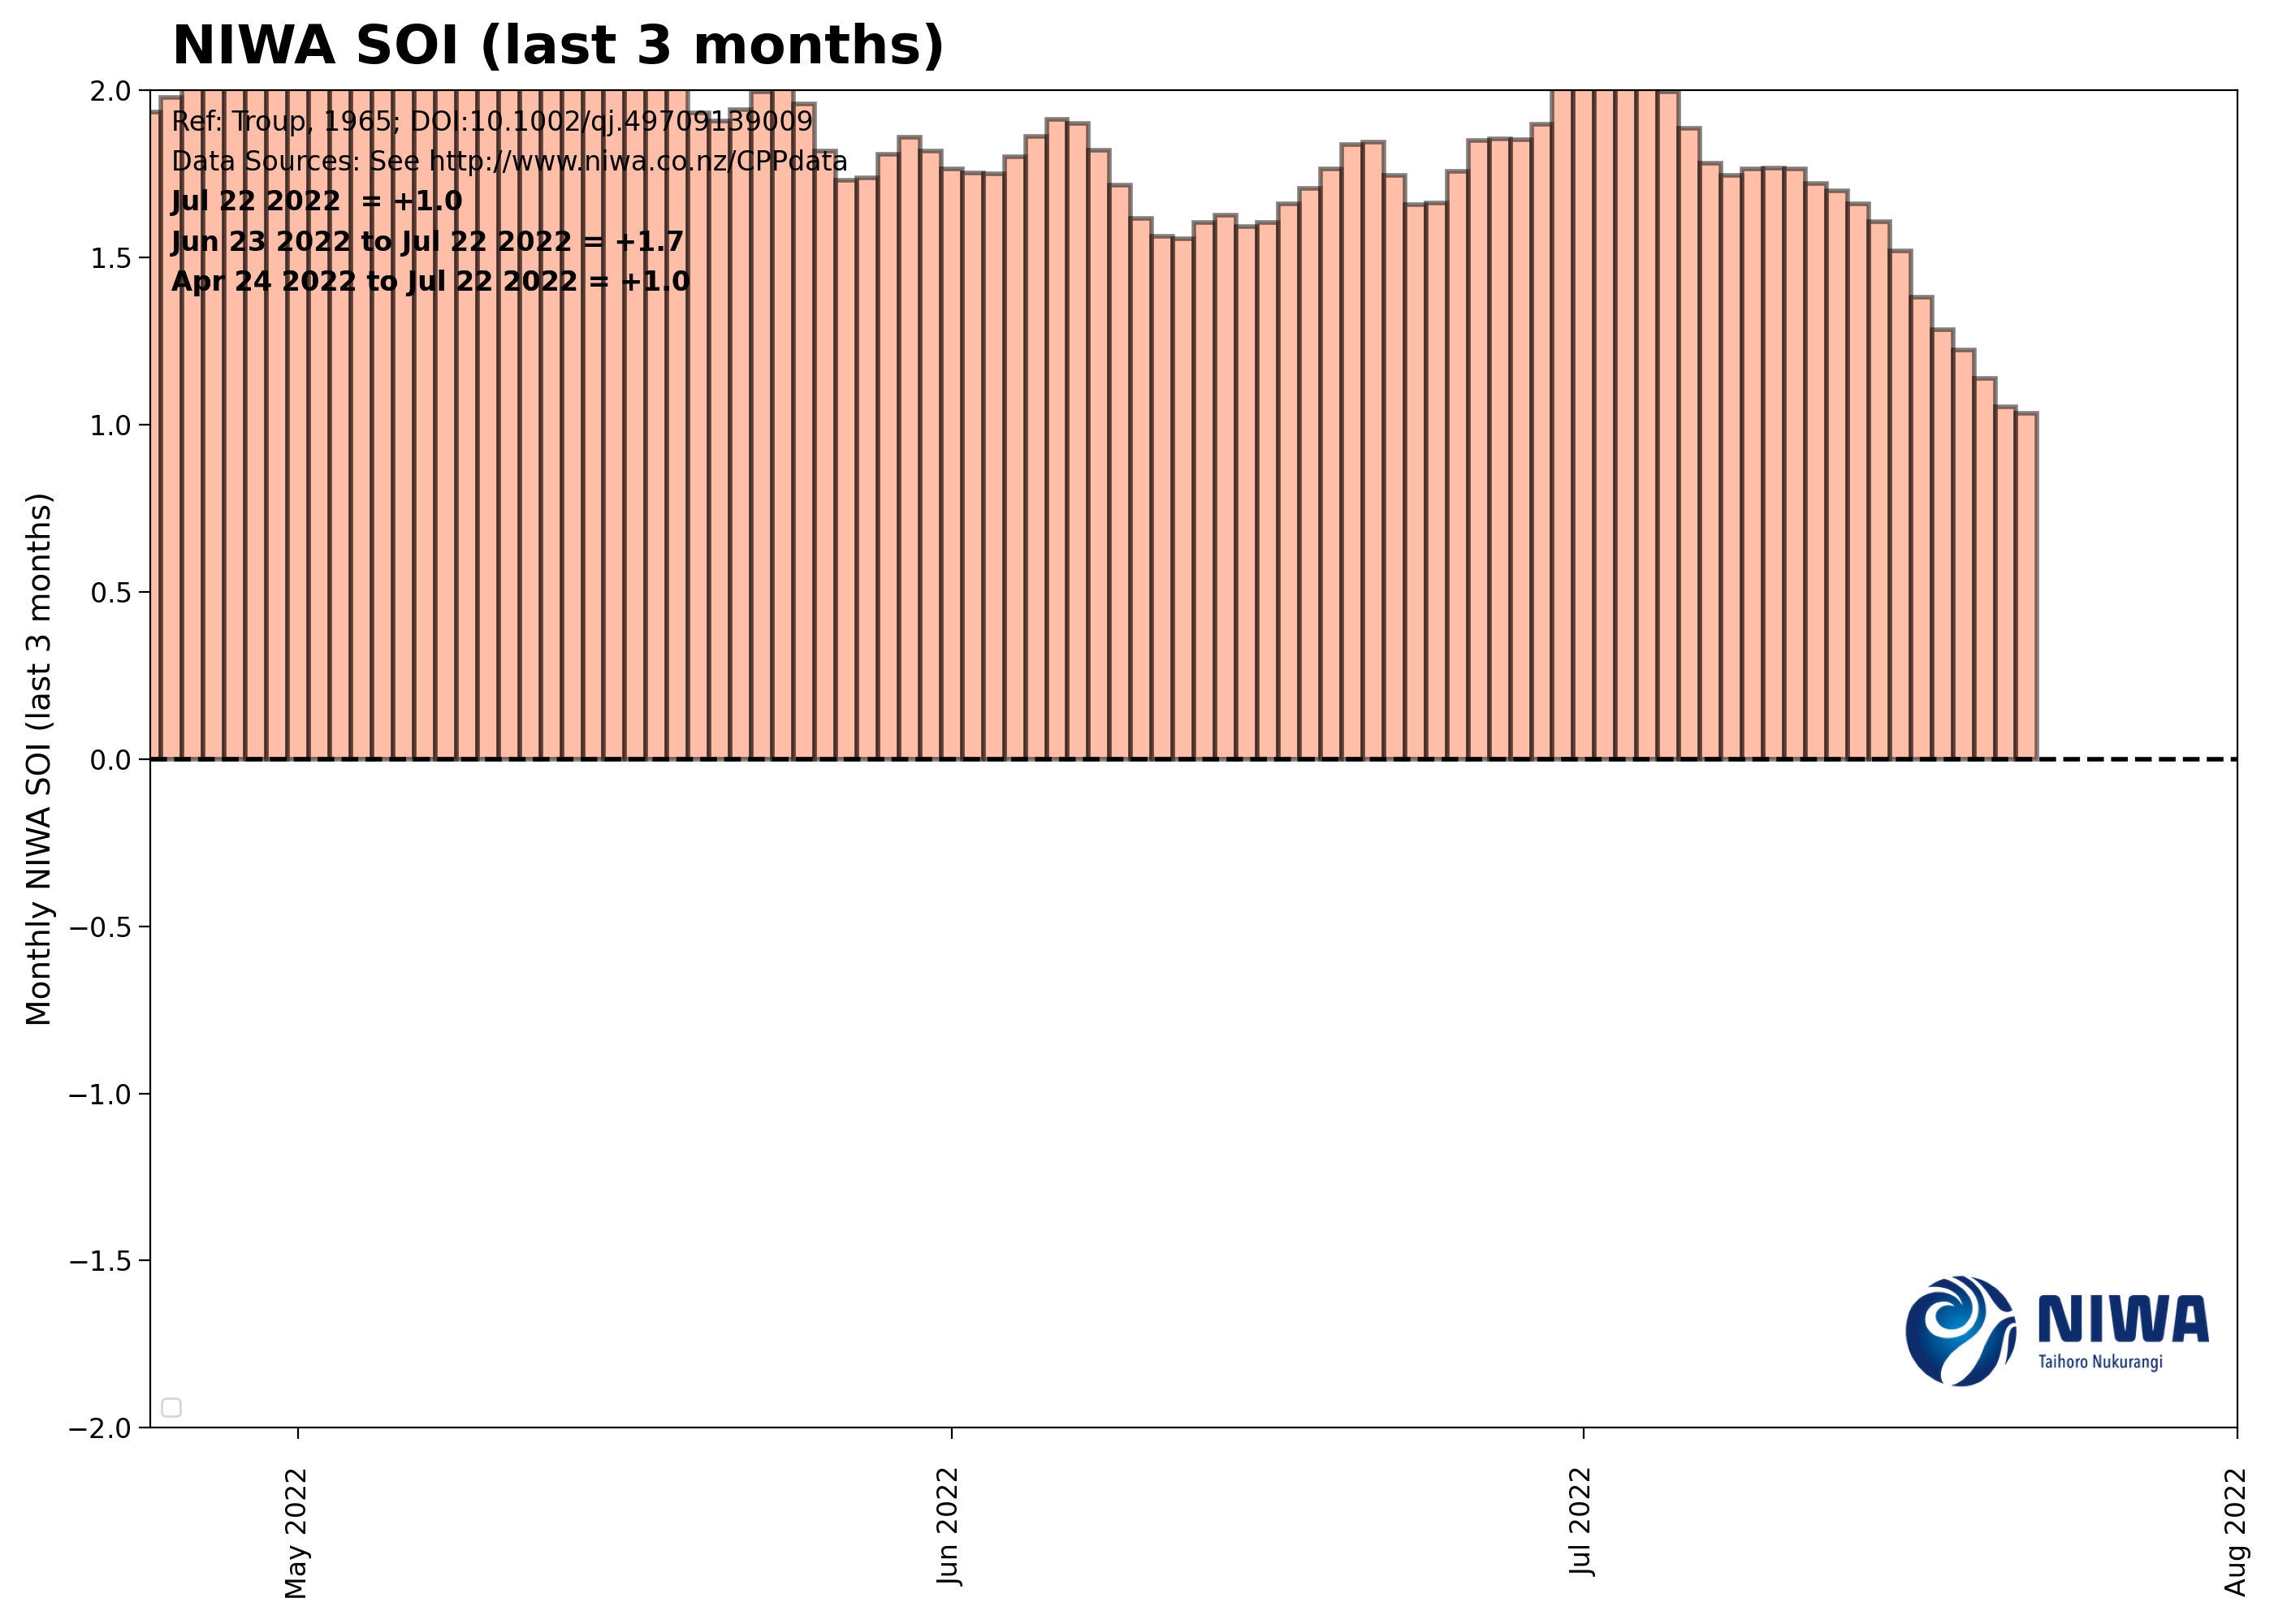 NIWA SOI (last 3 months)
Ref: Troup, 1965; DOI:10.1002/qj.49709139009
Data Sources: See http://www.niwa.co.nz/CPPdata
Jul 22 2022 = +1.0
Jun 23 2022 to Jul 22 2022 = +1.7
Apr 24 2022 to Jul 22 2022 = +1.0
Monthly NIWA SOI (last 3 months)
2.0
1.5
1.0
0.5
0.0
−0.5
−1.0
−1.5
−2.0
NIWA
Taihoro Nukurangi
May 2022
Jun 2022
Jul 2022
Aug 2022